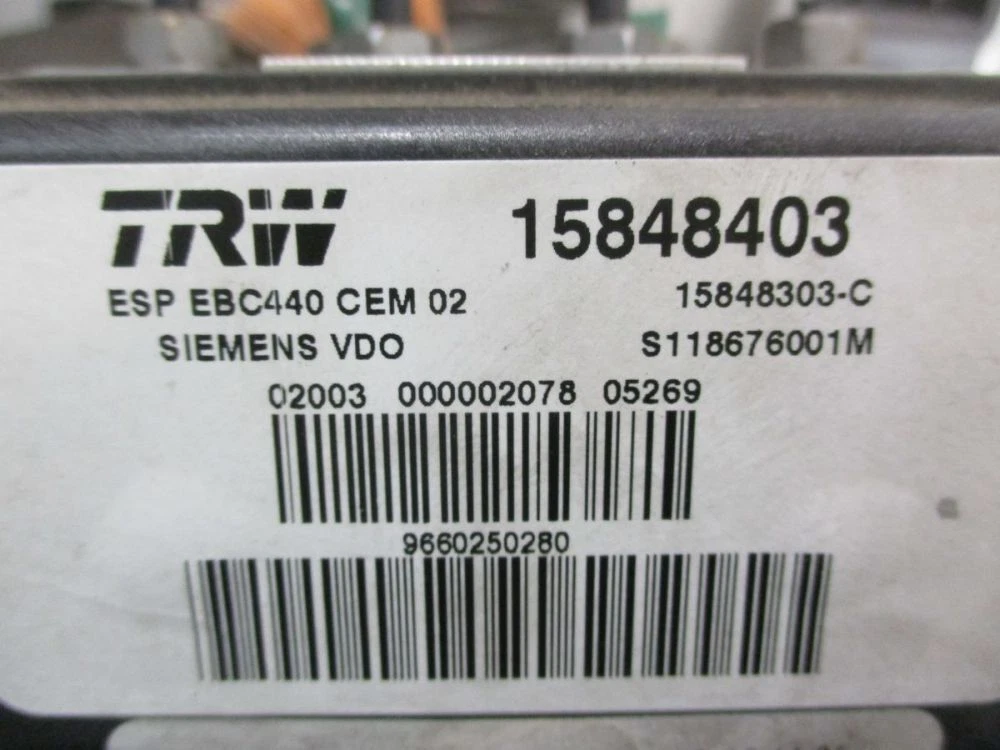 TRW 15848403
ESP EBC440 CEM 02 15848303-C
SIEMENS VDO S118676001M
02003 000002078 05269
9660250280